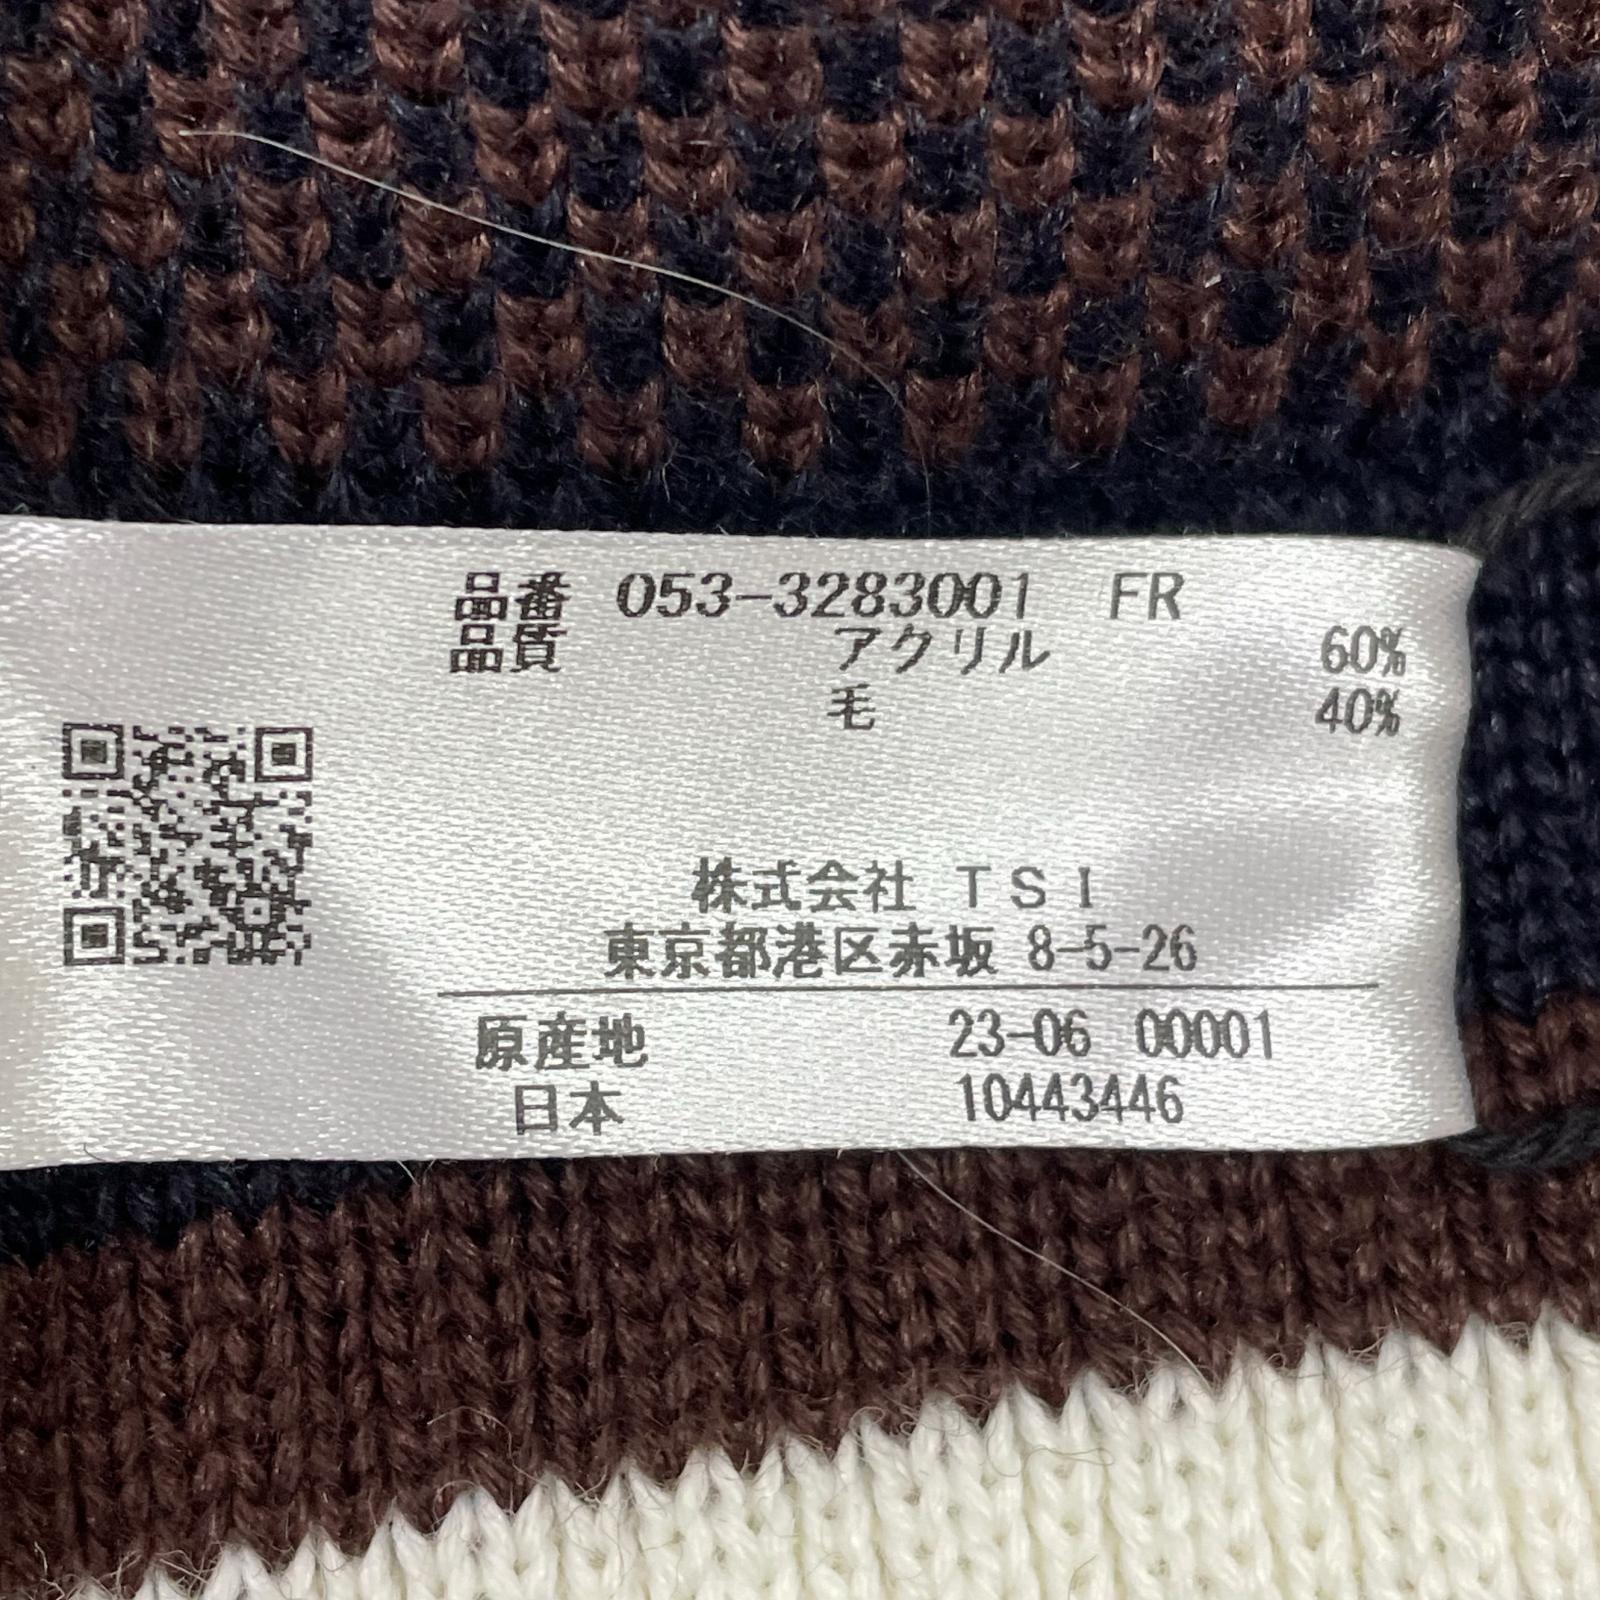 品番 053-3283001 FR
品質 アクリル 60%
毛 40%
株式会社 ＴＳＩ
東京都港区赤坂 8-5-26
原産地 23-06 00001
日本 10443446